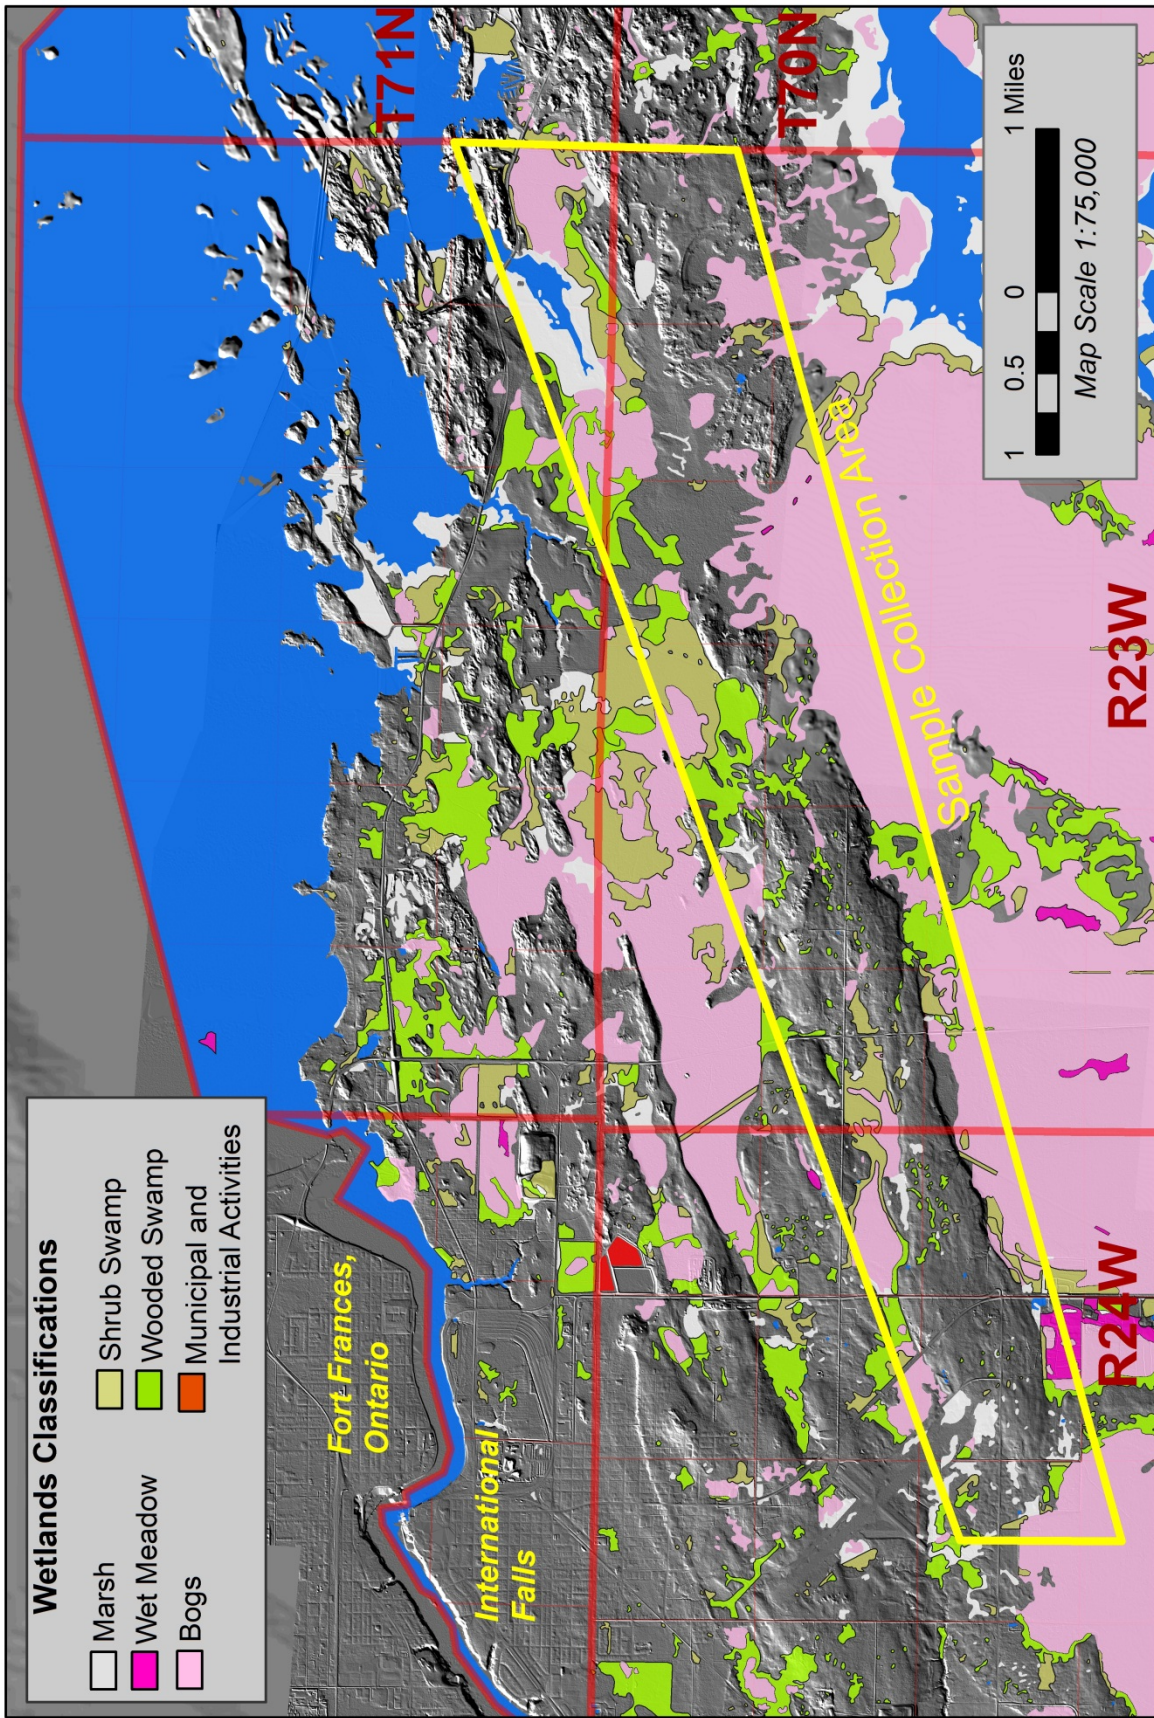 Wetlands Classifications
Marsh
Wet Meadow
Bogs
Shrub Swamp
Wooded Swamp
Municipal and
Industrial Activities
Fort Frances,
Ontario
International
Falls
T71N
T70N
Sample Collection Area
R24W
R23W
1 0.5 0 1 Miles
Map Scale 1:75,000